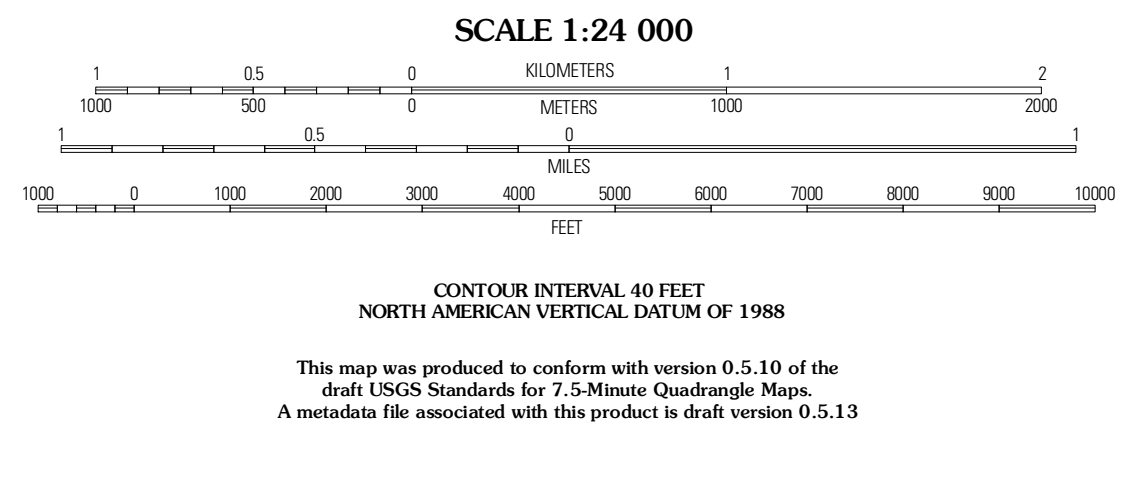 SCALE 1:24 000
1 0.5 0 KILOMETERS 1 2
1000 500 0 METERS 1000 2000
1 0.5 0 1
MILES
1000 0 1000 2000 3000 4000 5000 6000 7000 8000 9000 10000
FEET
CONTOUR INTERVAL 40 FEET
NORTH AMERICAN VERTICAL DATUM OF 1988
This map was produced to conform with version 0.5.10 of the
draft USGS Standards for 7.5-Minute Quadrangle Maps.
A metadata file associated with this product is draft version 0.5.13